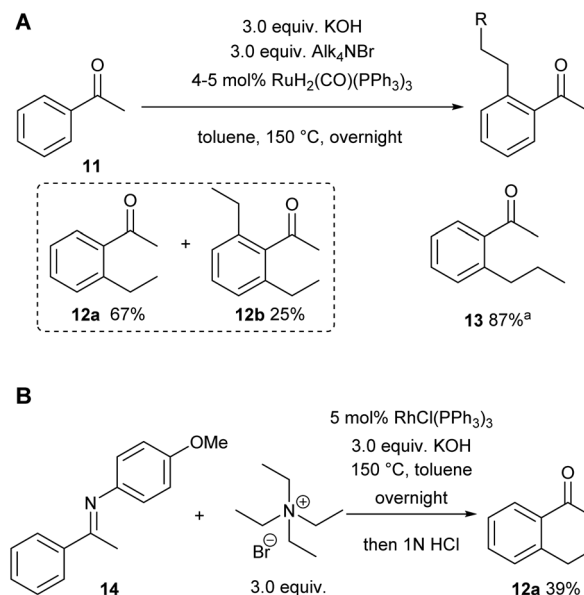 A
3.0 equiv. KOH
3.0 equiv. Alk₄NBr
4-5 mol% RuH₂(CO)(PPh₃)₃
toluene, 150 °C, overnight
O
11
R
O
O
+
O
12a 67%
12b 25%
O
13 87%ᵃ
B
OMe
N
14
+
N⊕
Br⊖
3.0 equiv.
5 mol% RhCl(PPh₃)₃
3.0 equiv. KOH
150 °C, toluene
overnight
then 1N HCl
O
12a 39%